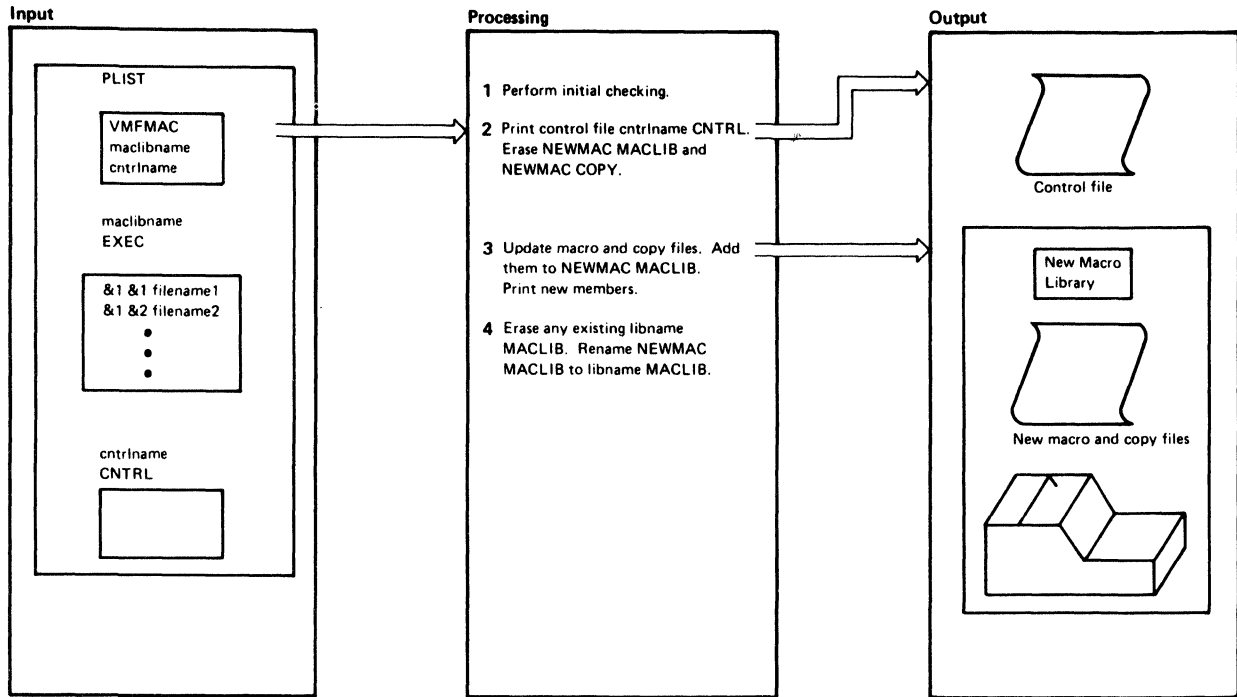 Input
PLIST
VMFMAC
maclibname
cntrlname
maclibname
EXEC
&1 &1 filename1
&1 &2 filename2
cntrlname
CNTRL
Processing
1 Perform initial checking.
2 Print control file cntrlname CNTRL.
Erase NEWMAC MACLIB and
NEWMAC COPY.
3 Update macro and copy files. Add
them to NEWMAC MACLIB.
Print new members.
4 Erase any existing libname
MACLIB. Rename NEWMAC
MACLIB to libname MACLIB.
Output
Control file
New Macro
Library
New macro and copy files